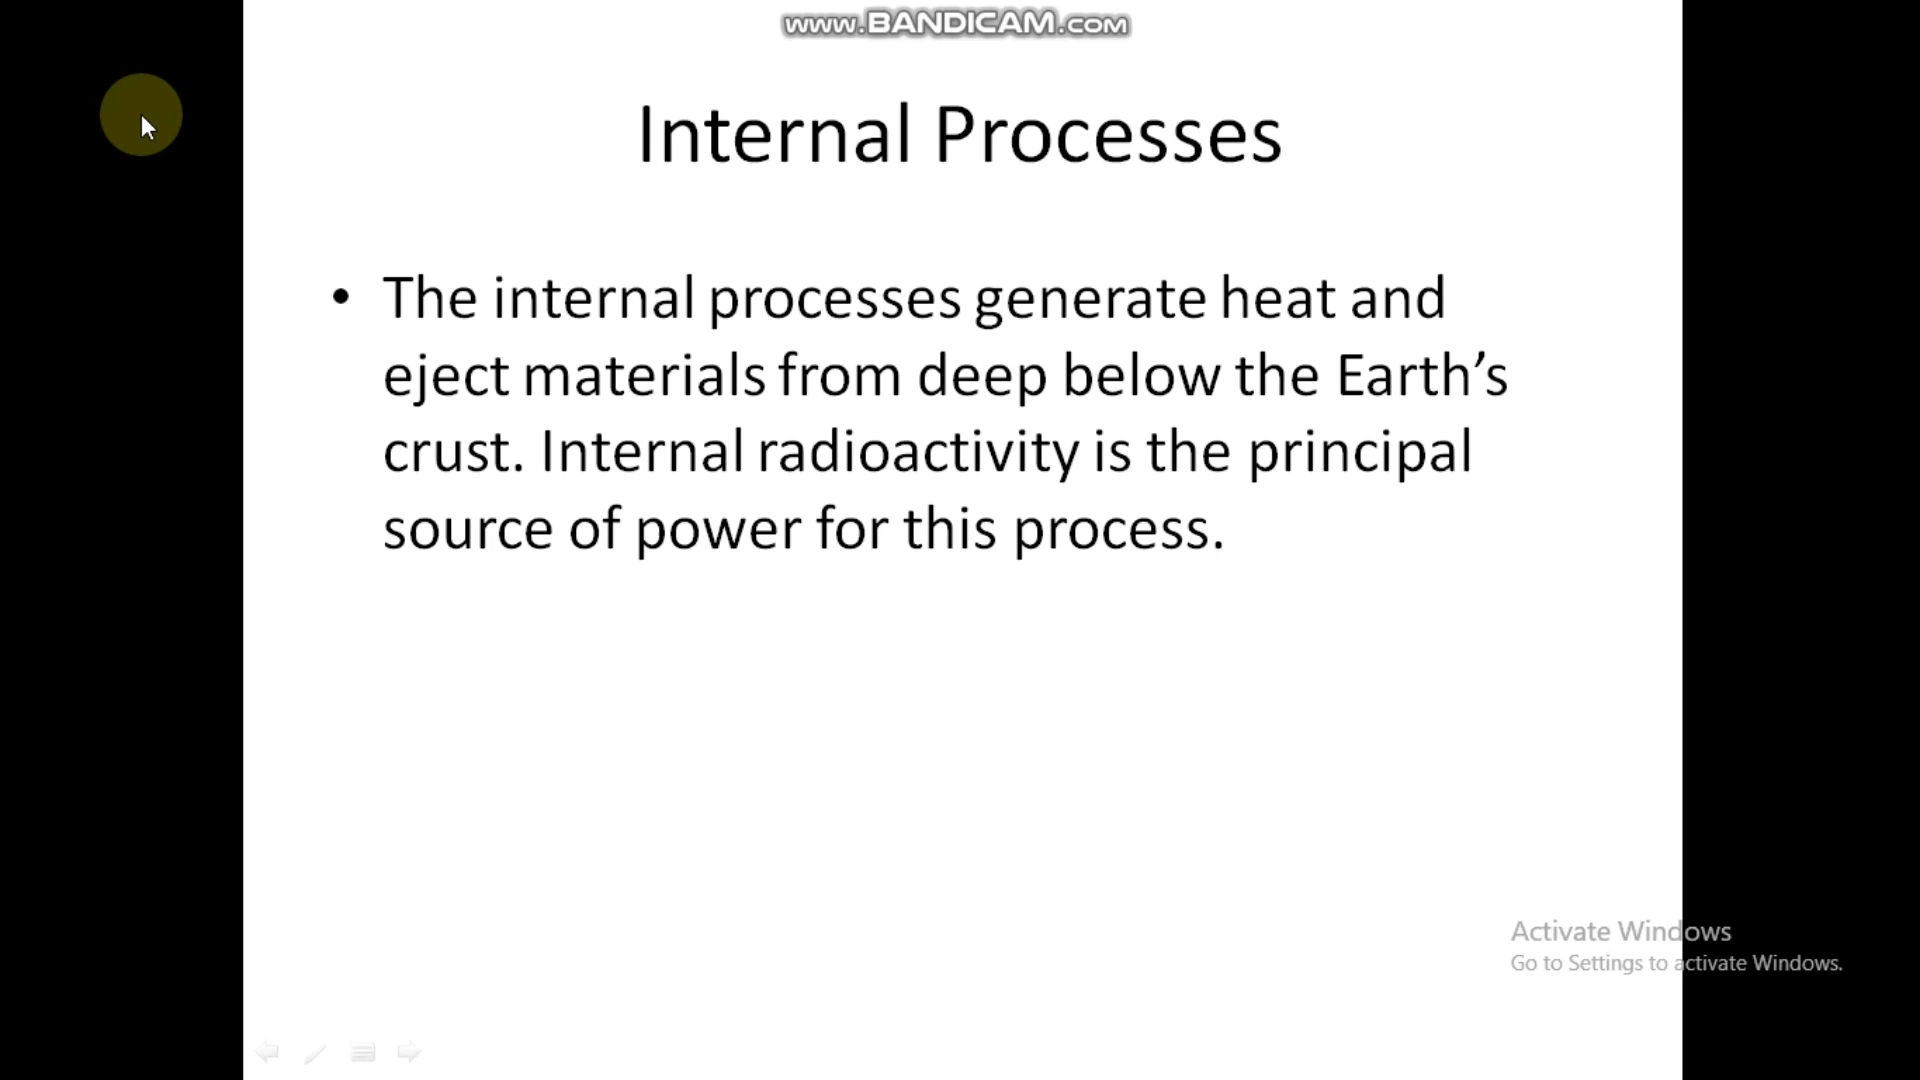 www.BANDICAM.com
Internal Processes
• The internal processes generate heat and
eject materials from deep below the Earth’s
crust. Internal radioactivity is the principal
source of power for this process.
Activate Windows
Go to Settings to activate Windows.